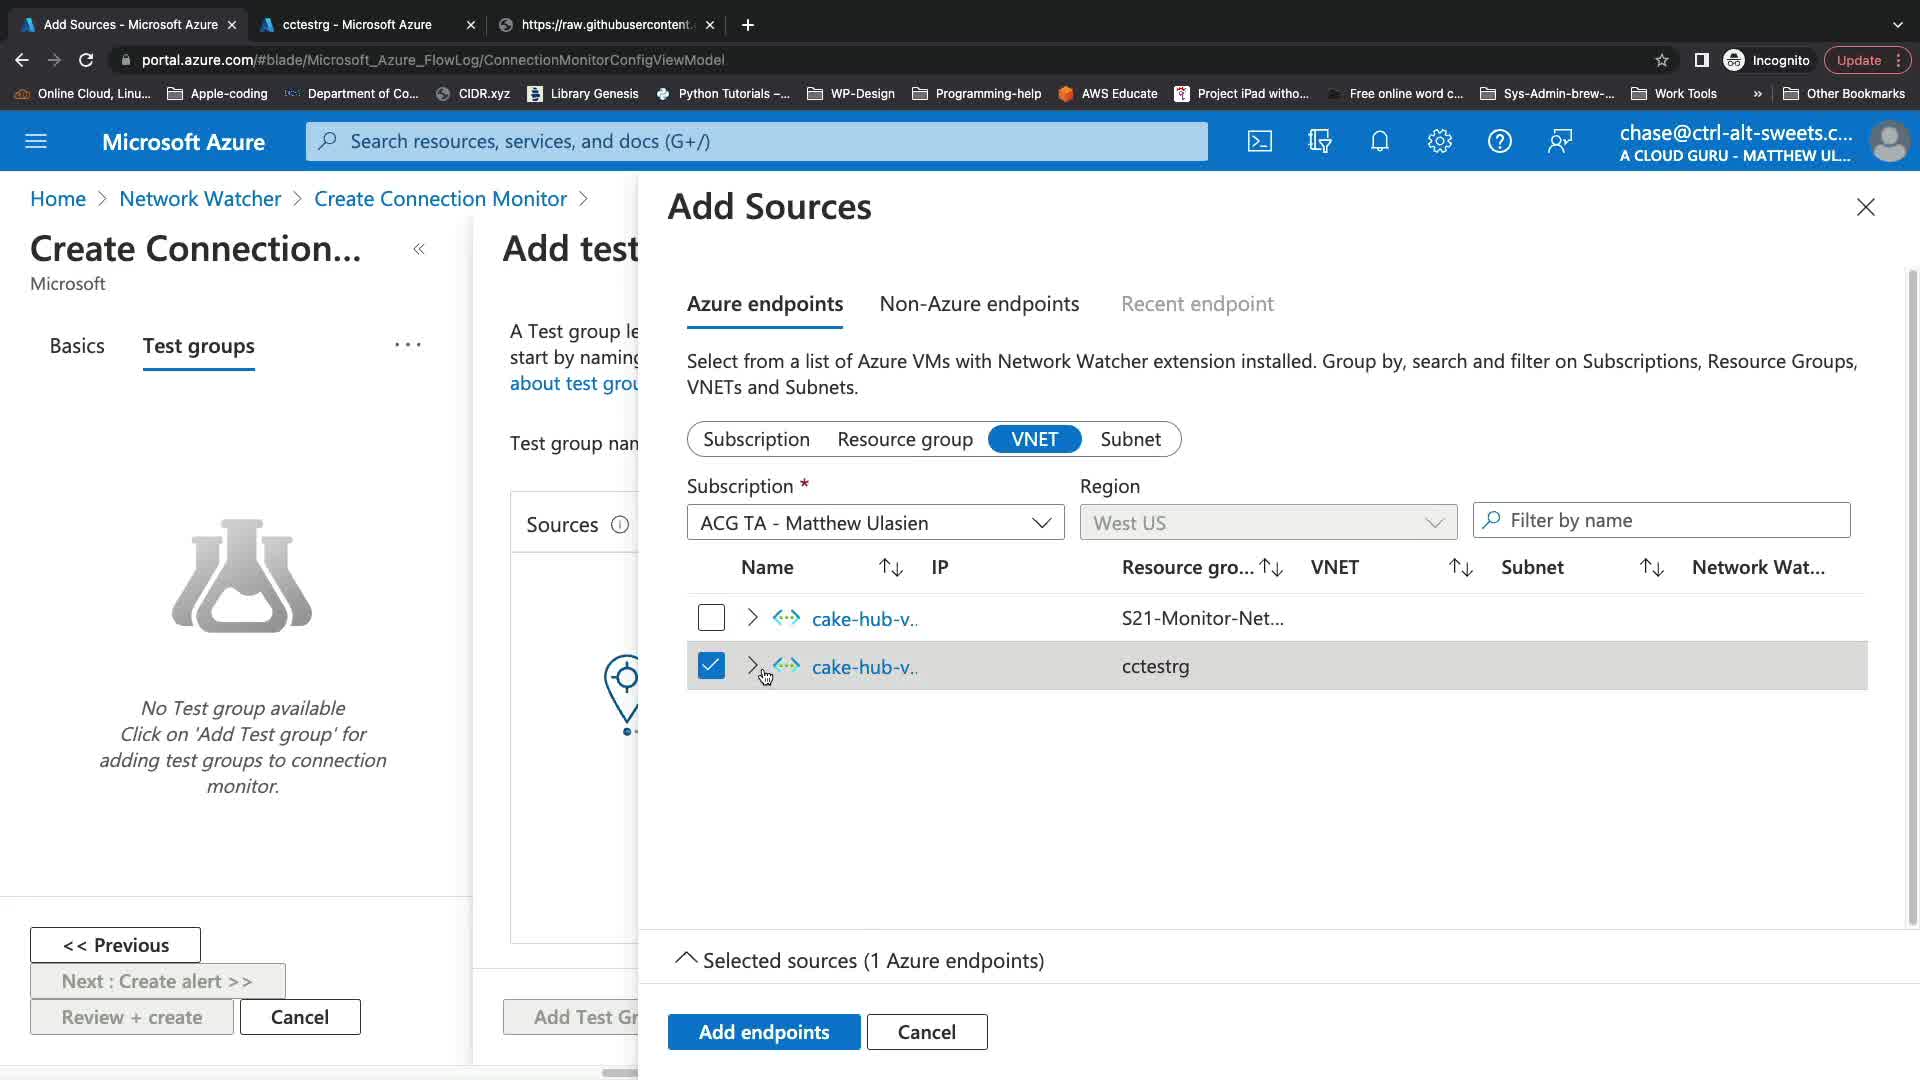 Add Sources - Microsoft Azure
cctestrg - Microsoft Azure
https://raw.githubusercontent.
portal.azure.com/#blade/Microsoft_Azure_FlowLog/ConnectionMonitorConfigViewModel
Incognito
Update
Online Cloud, Linu...
Apple-coding
Department of Co...
CIDR.xyz
Library Genesis
Python Tutorials –...
WP-Design
Programming-help
AWS Educate
Project iPad witho...
Free online word c...
Sys-Admin-brew-...
Work Tools
»
Other Bookmarks
Microsoft Azure
Search resources, services, and docs (G+/)
chase@ctrl-alt-sweets.c...
A CLOUD GURU - MATTHEW UL...
Home > Network Watcher > Create Connection Monitor >
Create Connection...
«
Microsoft
Basics
Test groups
...
No Test group available
Click on 'Add Test group' for
adding test groups to connection
monitor.
<< Previous
Next : Create alert >>
Review + create
Cancel
Add test
A Test group le
start by naming
about test grou
Test group nam
Sources
Add Test Gr
Add Sources
Azure endpoints
Non-Azure endpoints
Recent endpoint
Select from a list of Azure VMs with Network Watcher extension installed. Group by, search and filter on Subscriptions, Resource Groups,
VNETs and Subnets.
Subscription
Resource group
VNET
Subnet
Subscription *
Region
ACG TA - Matthew Ulasien
West US
Filter by name
Name
IP
Resource gro...
VNET
Subnet
Network Wat...
cake-hub-v..
S21-Monitor-Net...
cake-hub-v..
cctestrg
Selected sources (1 Azure endpoints)
Add endpoints
Cancel